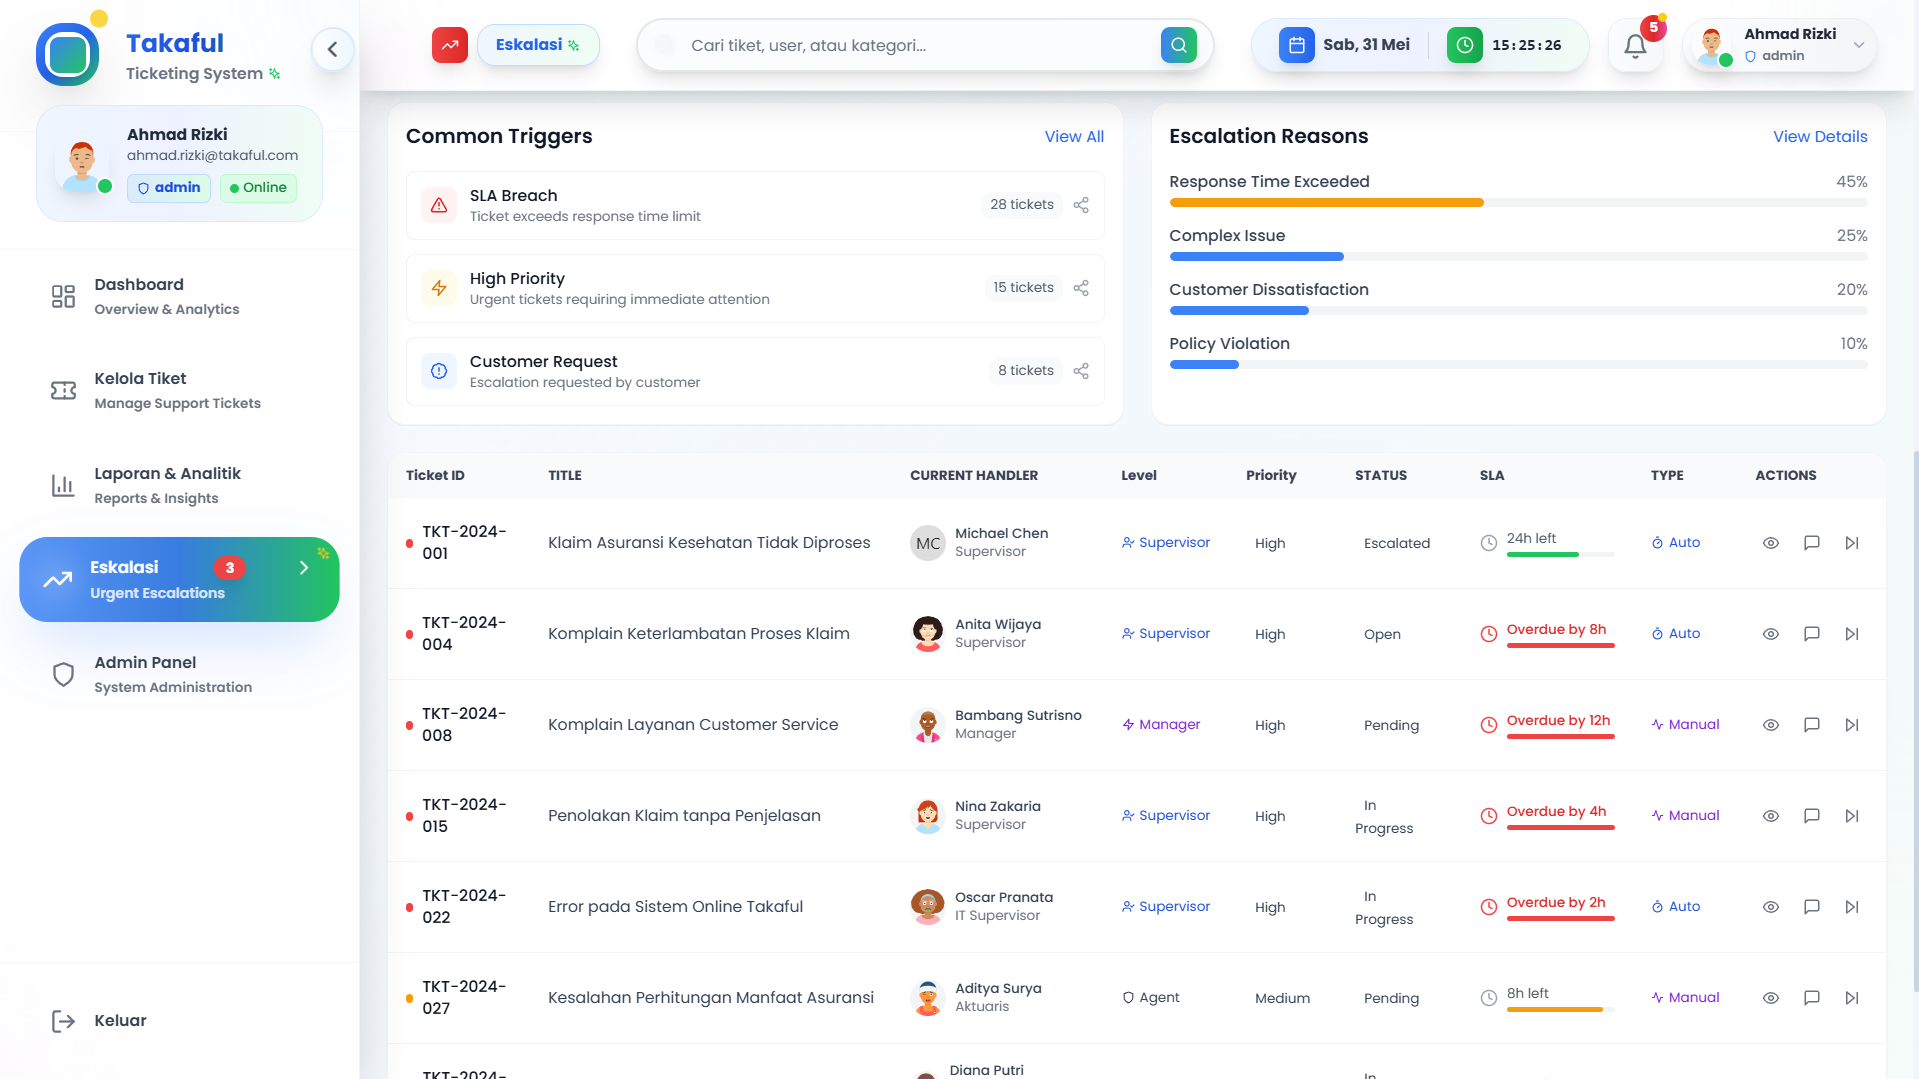 Takaful
Ticketing System
Eskalasi
Cari tiket, user, atau kategori...
Sab, 31 Mei
15:25:26
5
Ahmad Rizki
admin
Ahmad Rizki
ahmad.rizki@takaful.com
admin
Online
Dashboard
Overview & Analytics
Kelola Tiket
Manage Support Tickets
Laporan & Analitik
Reports & Insights
Eskalasi 3
Urgent Escalations
Admin Panel
System Administration
Keluar
Common Triggers View All
SLA Breach
Ticket exceeds response time limit
28 tickets
High Priority
Urgent tickets requiring immediate attention
15 tickets
Customer Request
Escalation requested by customer
8 tickets
Escalation Reasons View Details
Response Time Exceeded 45%
Complex Issue 25%
Customer Dissatisfaction 20%
Policy Violation 10%
Ticket ID TITLE CURRENT HANDLER Level Priority STATUS SLA TYPE ACTIONS
TKT-2024-
001
Klaim Asuransi Kesehatan Tidak Diproses
MC
Michael Chen
Supervisor
Supervisor High Escalated 24h left Auto
TKT-2024-
004
Komplain Keterlambatan Proses Klaim
Anita Wijaya
Supervisor
Supervisor High Open Overdue by 8h Auto
TKT-2024-
008
Komplain Layanan Customer Service
Bambang Sutrisno
Manager
Manager High Pending Overdue by 12h Manual
TKT-2024-
015
Penolakan Klaim tanpa Penjelasan
Nina Zakaria
Supervisor
Supervisor High
In
Progress
Overdue by 4h Manual
TKT-2024-
022
Error pada Sistem Online Takaful
Oscar Pranata
IT Supervisor
Supervisor High
In
Progress
Overdue by 2h Auto
TKT-2024-
027
Kesalahan Perhitungan Manfaat Asuransi
Aditya Surya
Aktuaris
Agent Medium Pending 8h left Manual
TKT-2024-
Diana Putri
In